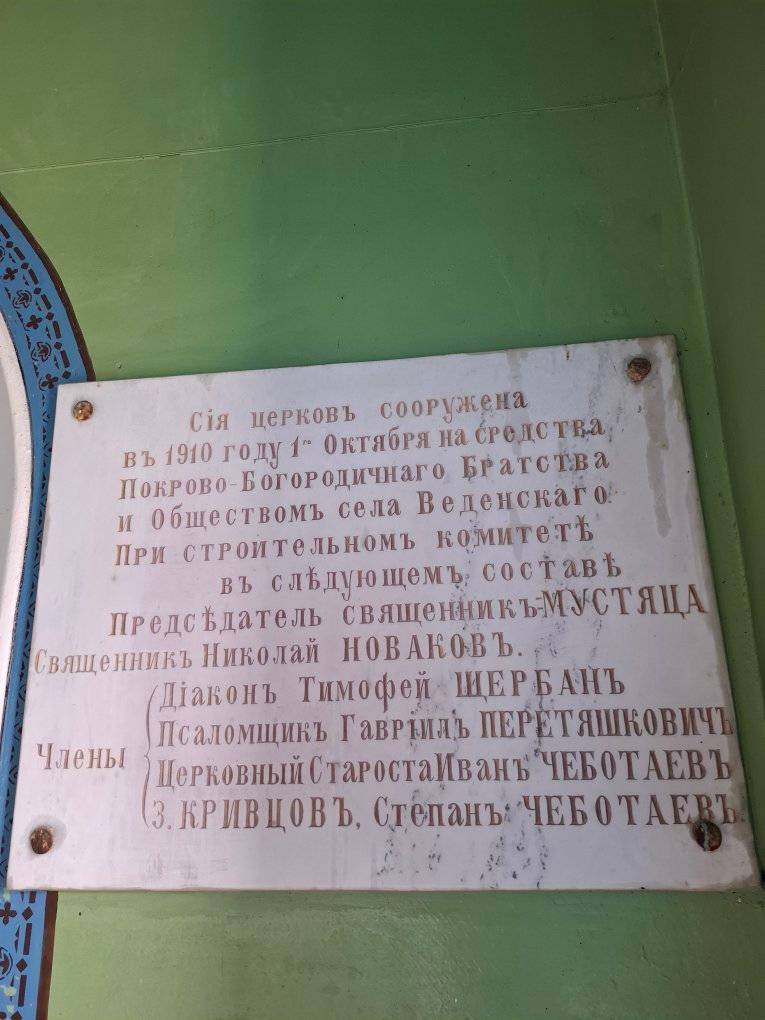 Сія церковъ сооружена
въ 1910 году 1го Октября на средства
Покрово-Богородичнаго Братства
и Обществомъ села Веденскаго
При строительномъ комитетѣ
въ слѣдующемъ составѣ
Предсѣдатель священникъ-МУСТЯЦА
Священникъ Николай НОВАКОВЪ.
Діаконъ Тимофей ЩЕРБАНЪ
Псаломщикъ Гавріилъ ПЕРЕТЯШКОВИЧЪ
Члены Церковный Староста Иванъ ЧЕБОТАЕВЪ
З. КРИВЦОВЪ, Степанъ ЧЕБОТАЕВЪ.